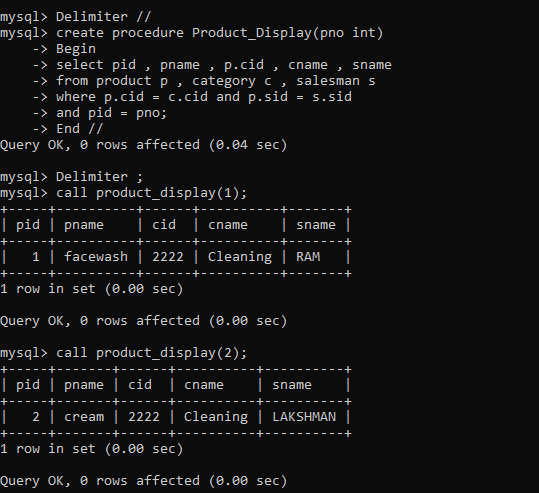 mysql> Delimiter //
mysql> create procedure Product_Display(pno int)
    -> Begin
    -> select pid , pname , p.cid , cname , sname
    -> from product p , category c , salesman s
    -> where p.cid = c.cid and p.sid = s.sid
    -> and pid = pno;
    -> End //
Query OK, 0 rows affected (0.04 sec)

mysql> Delimiter ;
mysql> call product_display(1);
+-----+----------+------+----------+-------+
| pid | pname    | cid  | cname    | sname |
+-----+----------+------+----------+-------+
|   1 | facewash | 2222 | Cleaning | RAM   |
+-----+----------+------+----------+-------+
1 row in set (0.00 sec)

Query OK, 0 rows affected (0.00 sec)

mysql> call product_display(2);
+-----+-------+------+----------+----------+
| pid | pname | cid  | cname    | sname    |
+-----+-------+------+----------+----------+
|   2 | cream | 2222 | Cleaning | LAKSHMAN |
+-----+-------+------+----------+----------+
1 row in set (0.00 sec)

Query OK, 0 rows affected (0.00 sec)